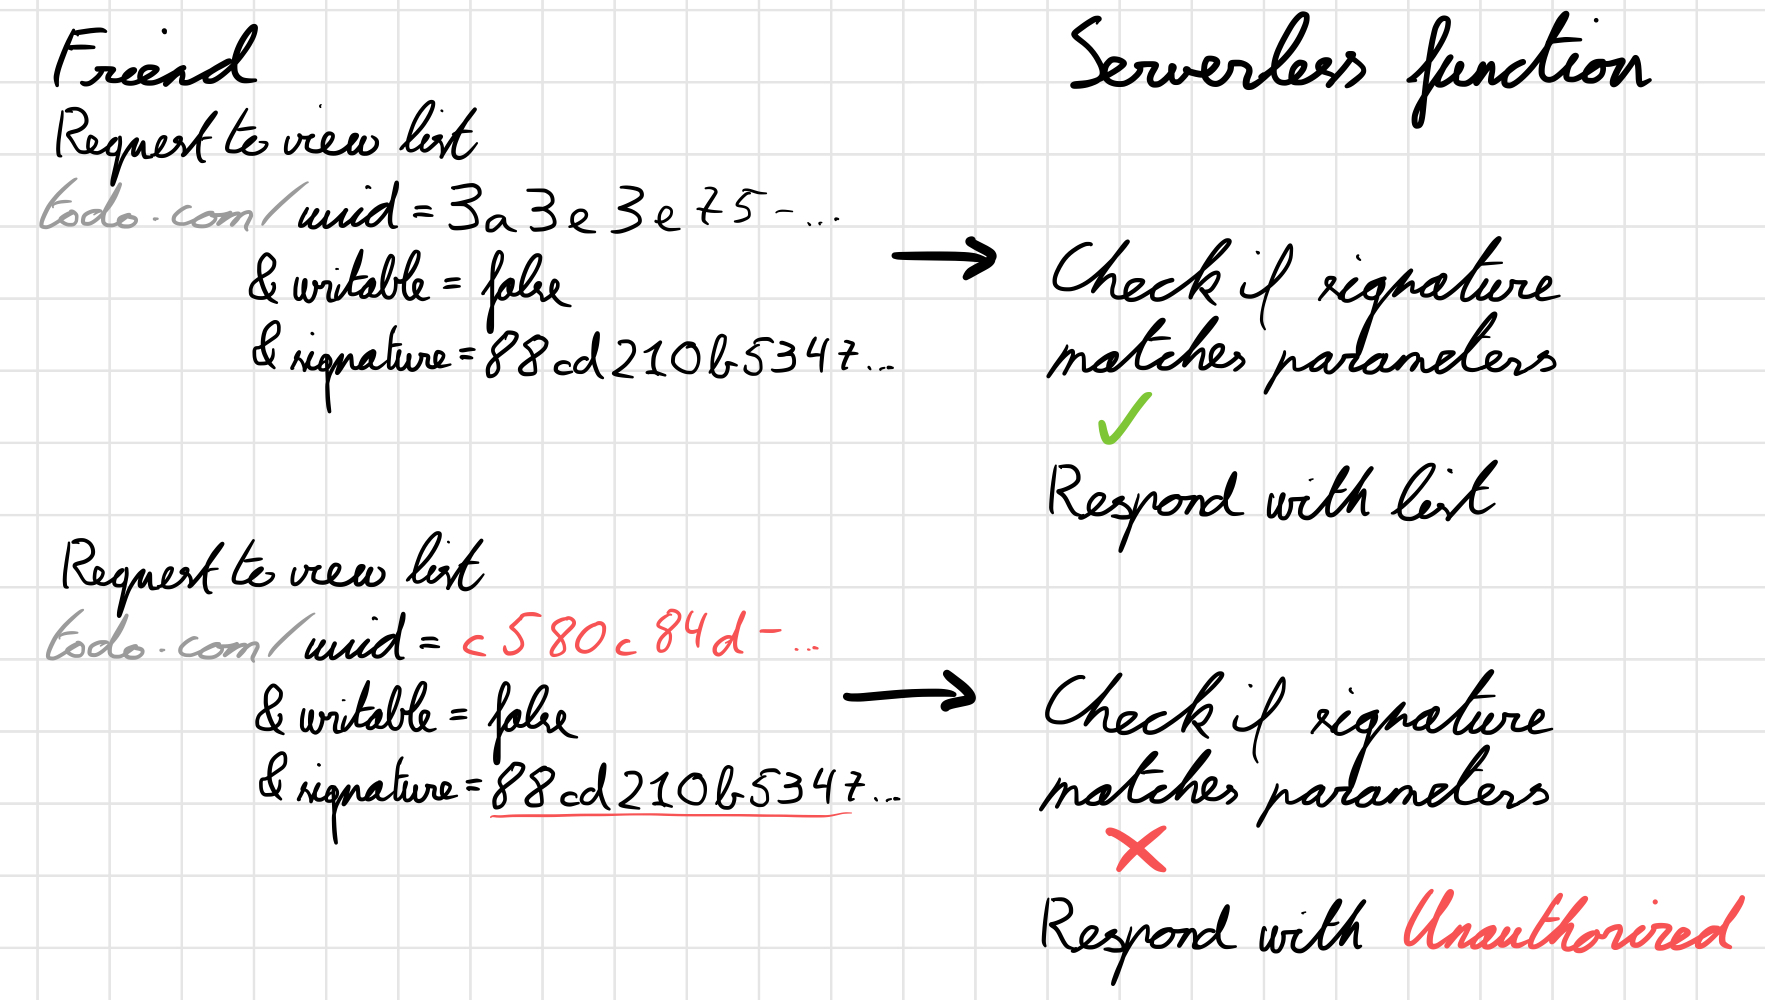 Friend
Serverless function
Request to view list
todo.com/uuid = 3a3e3e75-...
& writable = false
& signature = 88cd210b5347...
Check if signature
matches parameters
Respond with list
Request to view list
todo.com/uuid = c580c84d-...
& writable = false
& signature = 88cd210b5347...
Check if signature
matches parameters
Respond with Unauthorized